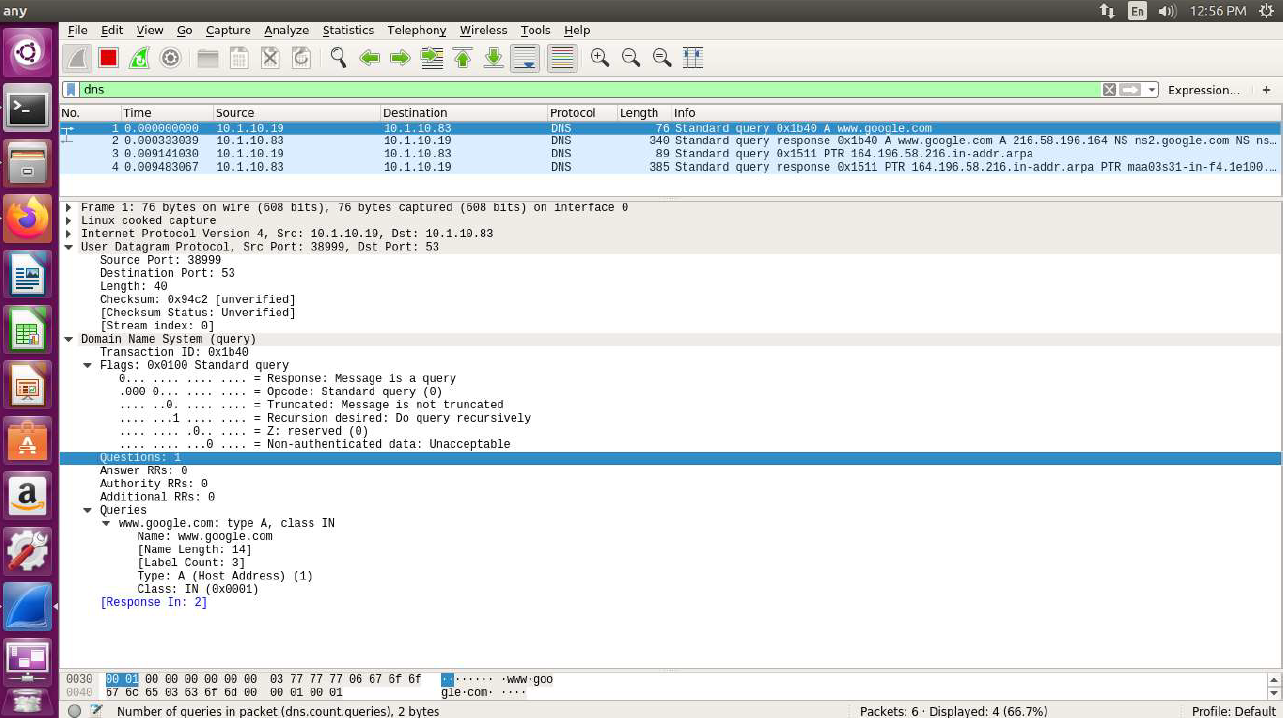 any
En
12:56 PM
File Edit View Go Capture Analyze Statistics Telephony Wireless Tools Help
dns
Expression...
+
No. Time Source Destination Protocol Length Info
1 0.000000000 10.1.10.19 10.1.10.83 DNS 76 Standard query 0x1b40 A www.google.com
2 0.000333039 10.1.10.83 10.1.10.19 DNS 340 Standard query response 0x1b40 A www.google.com A 216.58.196.164 NS ns2.google.com NS ns…
3 0.009141030 10.1.10.19 10.1.10.83 DNS 89 Standard query 0x1511 PTR 164.196.58.216.in-addr.arpa
4 0.009483067 10.1.10.83 10.1.10.19 DNS 385 Standard query response 0x1511 PTR 164.196.58.216.in-addr.arpa PTR maa03s31-in-f4.1e100.…
Frame 1: 76 bytes on wire (608 bits), 76 bytes captured (608 bits) on interface 0
Linux cooked capture
Internet Protocol Version 4, Src: 10.1.10.19, Dst: 10.1.10.83
User Datagram Protocol, Src Port: 38999, Dst Port: 53
Source Port: 38999
Destination Port: 53
Length: 40
Checksum: 0x94c2 [unverified]
[Checksum Status: Unverified]
[Stream index: 0]
Domain Name System (query)
Transaction ID: 0x1b40
Flags: 0x0100 Standard query
0... .... .... .... = Response: Message is a query
.000 0... .... .... = Opcode: Standard query (0)
.... ..0. .... .... = Truncated: Message is not truncated
.... ...1 .... .... = Recursion desired: Do query recursively
.... .... .0.. .... = Z: reserved (0)
.... .... ...0 .... = Non-authenticated data: Unacceptable
Questions: 1
Answer RRs: 0
Authority RRs: 0
Additional RRs: 0
Queries
www.google.com: type A, class IN
Name: www.google.com
[Name Length: 14]
[Label Count: 3]
Type: A (Host Address) (1)
Class: IN (0x0001)
[Response In: 2]
0030 00 01 00 00 00 00 00 00 03 77 77 77 06 67 6f 6f ········ ·www·goo
0040 67 6c 65 03 63 6f 6d 00 00 01 00 01 gle·com· ····
Number of queries in packet (dns.count.queries), 2 bytes
Packets: 6 · Displayed: 4 (66.7%)
Profile: Default